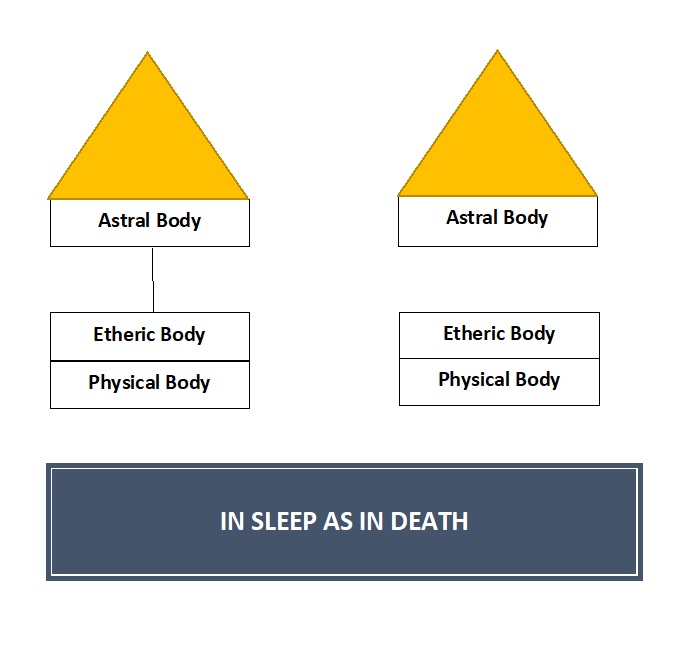 Astral Body
Astral Body
Etheric Body
Etheric Body
Physical Body
Physical Body
IN SLEEP AS IN DEATH